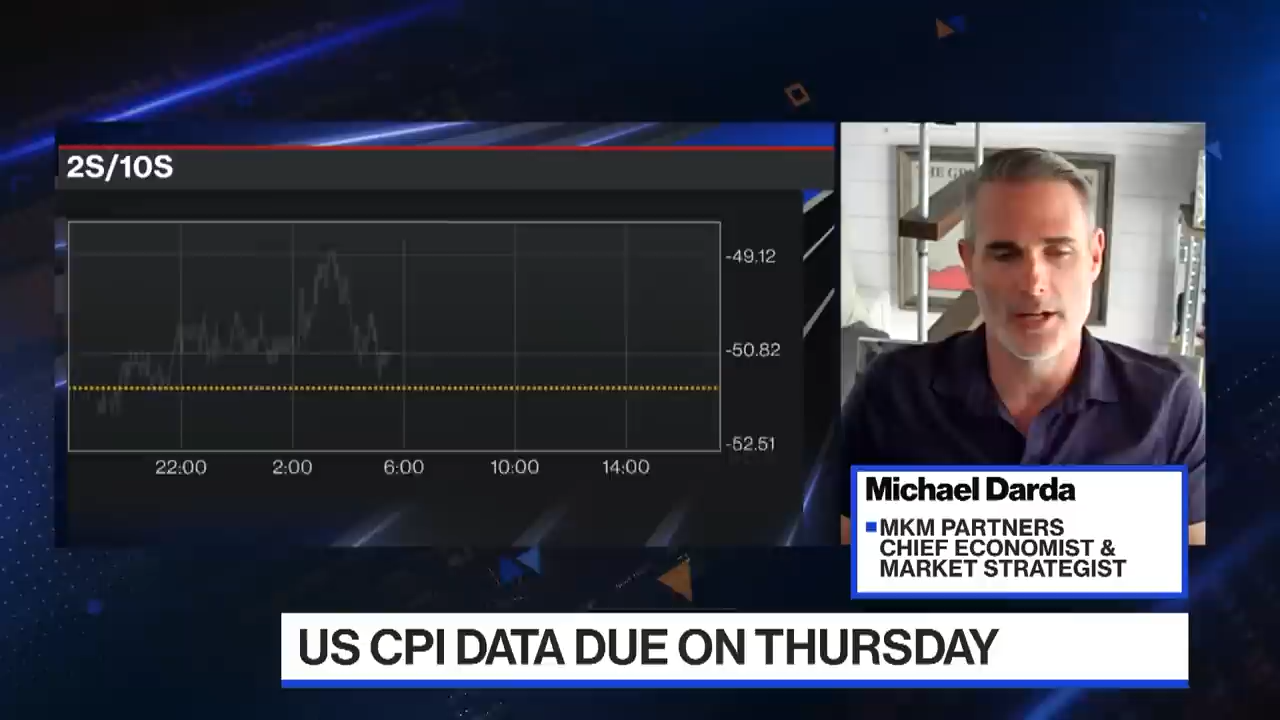 2S/10S
-49.12
-50.82
-52.51
22:00 2:00 6:00 10:00 14:00
Michael Darda
MKM PARTNERS
CHIEF ECONOMIST &
MARKET STRATEGIST
US CPI DATA DUE ON THURSDAY